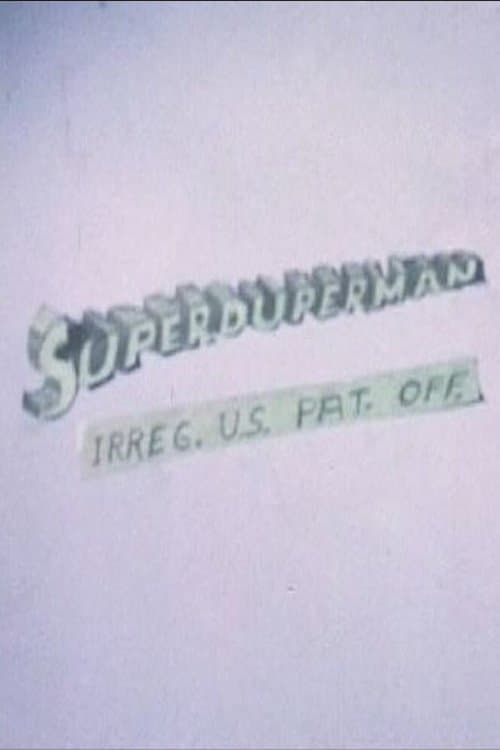 SUPERDUPERMAN
IRREG. U.S. PAT. OFF.